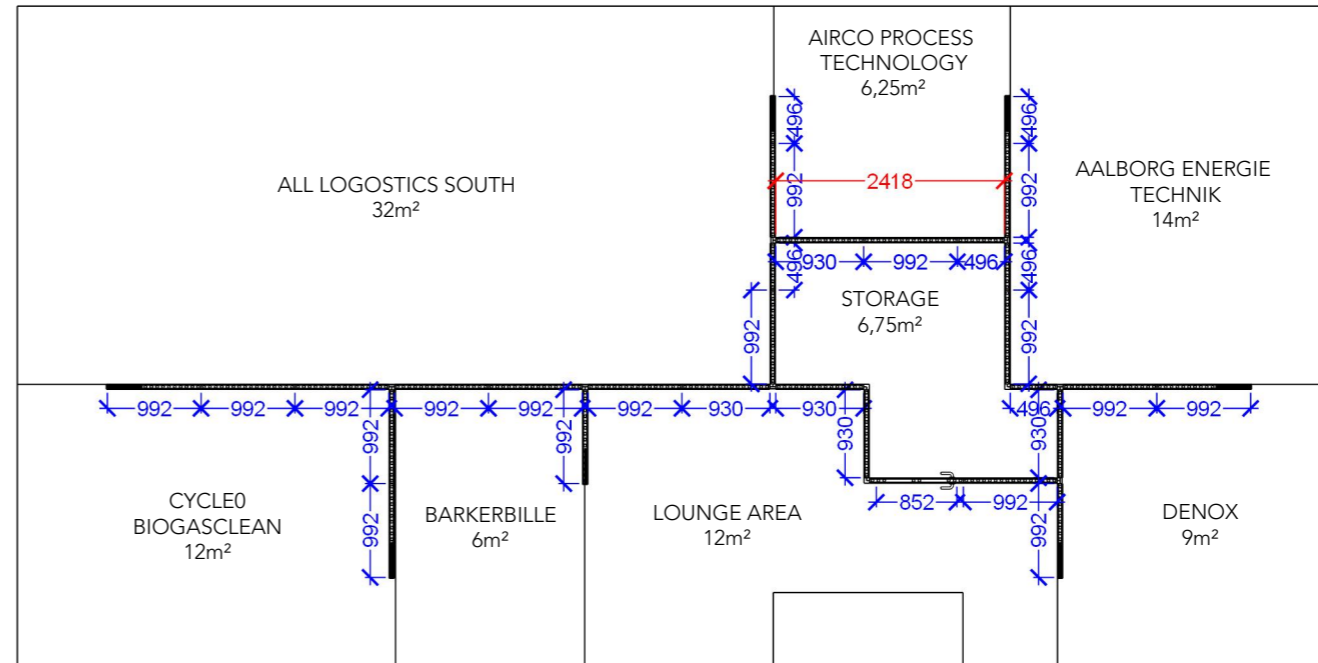 AIRCO PROCESS
TECHNOLOGY
6,25m²
496
496
992
2418
992
ALL LOGOSTICS SOUTH
32m²
AALBORG ENERGIE
TECHNIK
14m²
930
992
496
496
496
STORAGE
6,75m²
992
992
992
992
992
992
992
992
930
930
496
992
992
992
992
930
930
852
992
992
992
CYCLE0
BIOGASCLEAN
12m²
BARKERBILLE
6m²
LOUNGE AREA
12m²
DENOX
9m²